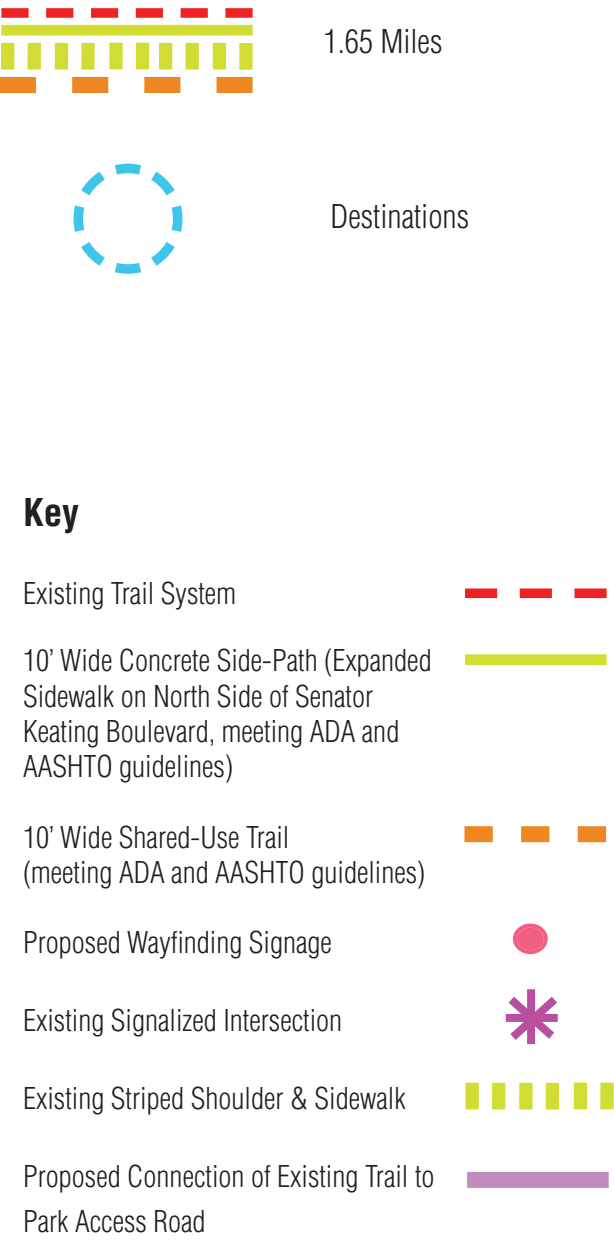 1.65 Miles
Destinations
Key
Existing Trail System
10’ Wide Concrete Side-Path (Expanded
Sidewalk on North Side of Senator
Keating Boulevard, meeting ADA and
AASHTO guidelines)
10’ Wide Shared-Use Trail
(meeting ADA and AASHTO guidelines)
Proposed Wayfinding Signage
Existing Signalized Intersection
Existing Striped Shoulder & Sidewalk
Proposed Connection of Existing Trail to
Park Access Road